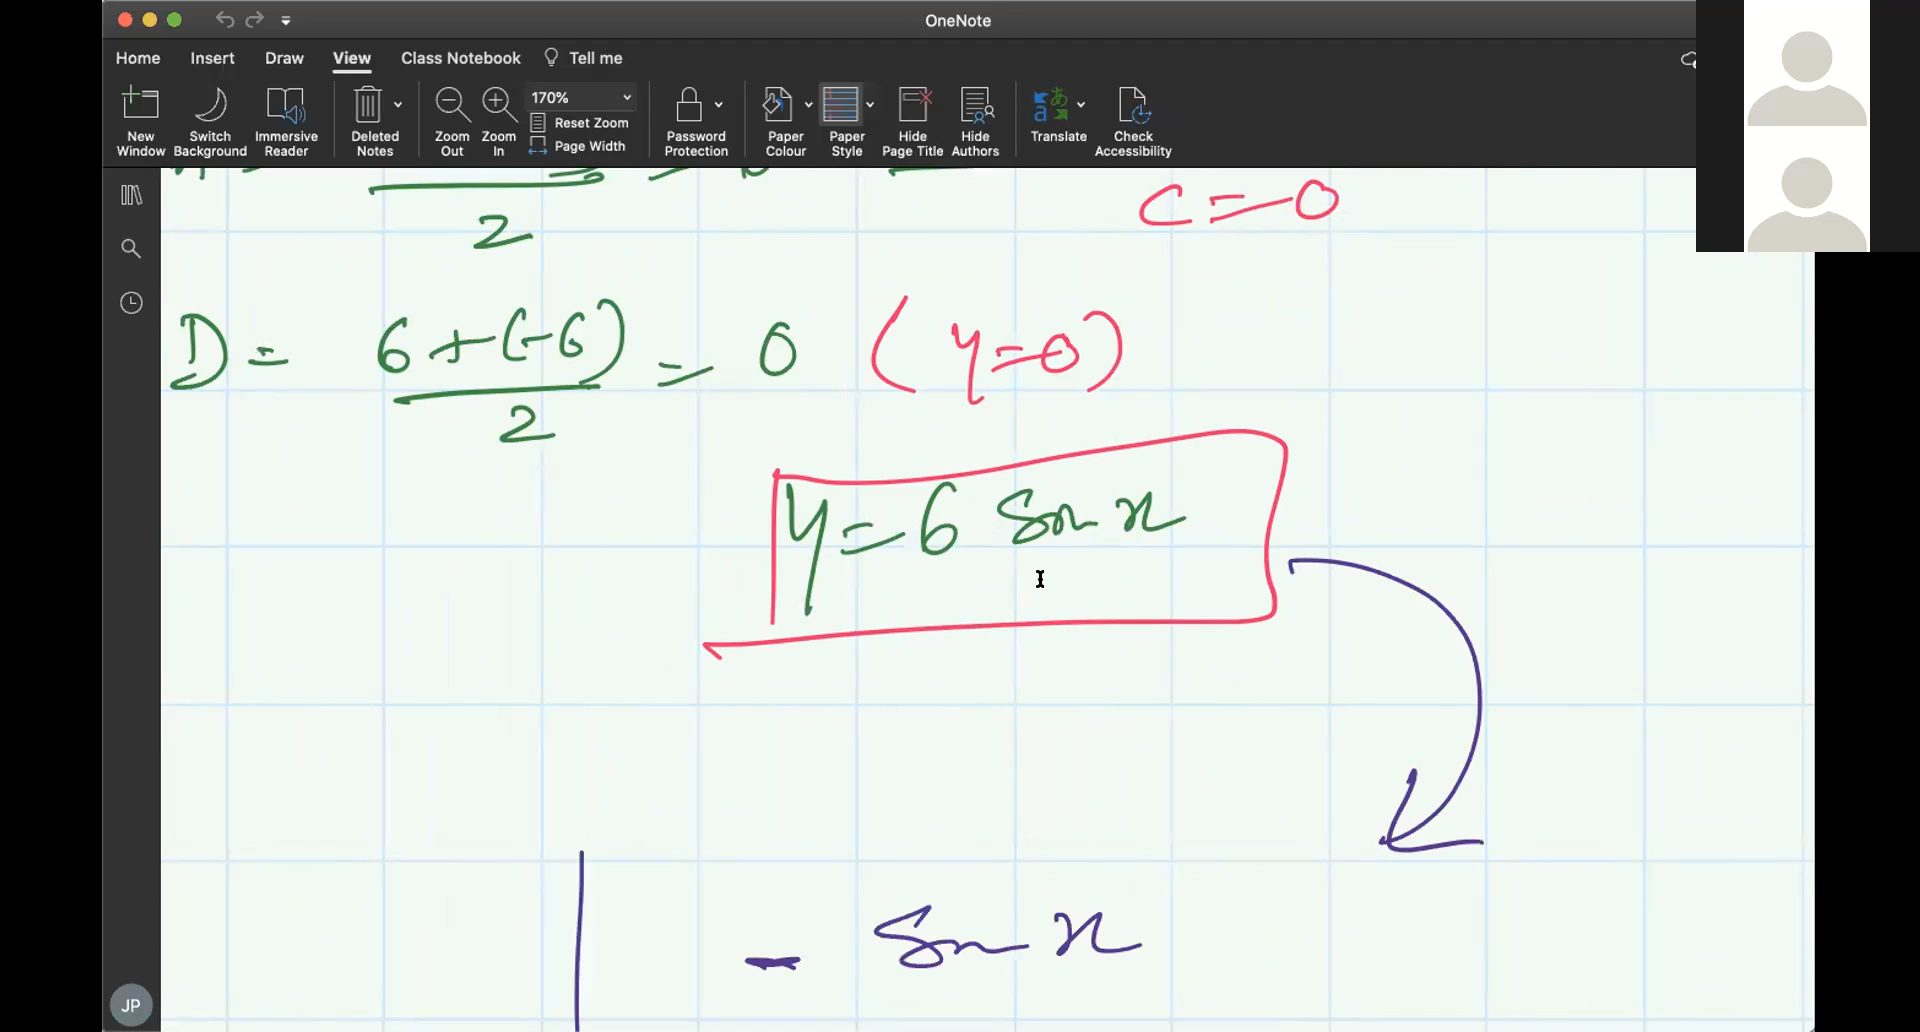 OneNote
Home Insert Draw View Class Notebook Tell me
New Window
Switch Background
Immersive Reader
Deleted Notes
Zoom Out
Zoom In
170%
Reset Zoom
Page Width
Password Protection
Paper Colour
Paper Style
Hide Page Title
Hide Authors
Translate
Check Accessibility
2
C = 0
D = 6 + (-6) / 2 = 0 (y = 0)
y = 6 Sin x
- Sin x
JP